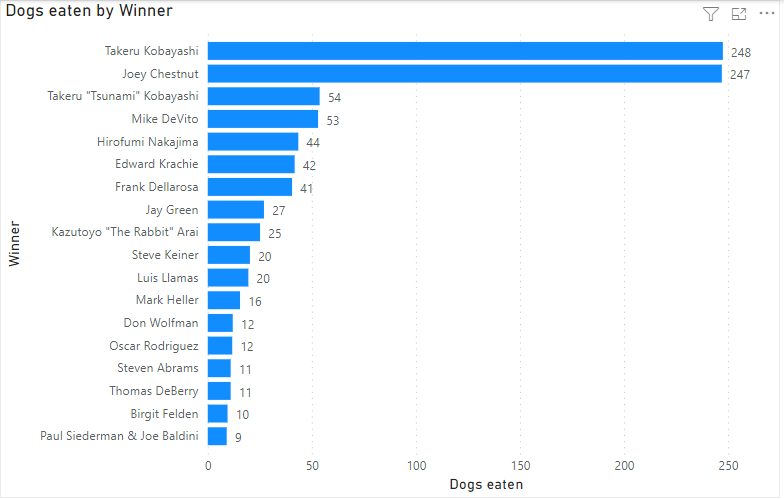 Dogs eaten by Winner
Takeru Kobayashi 248
Joey Chestnut 247
Takeru "Tsunami" Kobayashi 54
Mike DeVito 53
Hirofumi Nakajima 44
Edward Krachie 42
Frank Dellarosa 41
Jay Green 27
Kazutoyo "The Rabbit" Arai 25
Steve Keiner 20
Luis Llamas 20
Mark Heller 16
Don Wolfman 12
Oscar Rodriguez 12
Steven Abrams 11
Thomas DeBerry 11
Birgit Felden 10
Paul Siederman & Joe Baldini 9
Winner
0 50 100 150 200 250
Dogs eaten